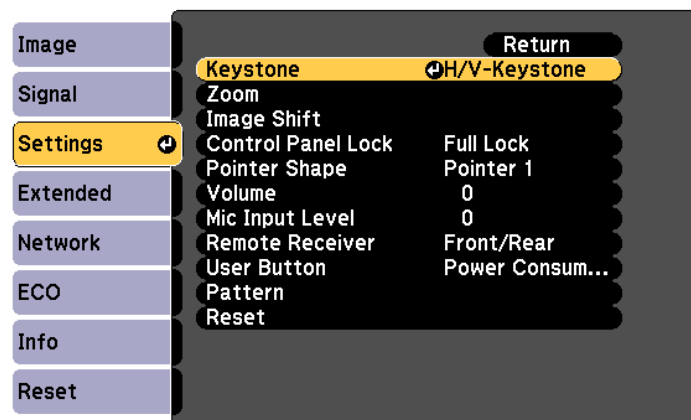 Image
Signal
Settings
Extended
Network
ECO
Info
Reset
Return
Keystone H/V-Keystone
Zoom
Image Shift
Control Panel Lock Full Lock
Pointer Shape Pointer 1
Volume 0
Mic Input Level 0
Remote Receiver Front/Rear
User Button Power Consum...
Pattern
Reset